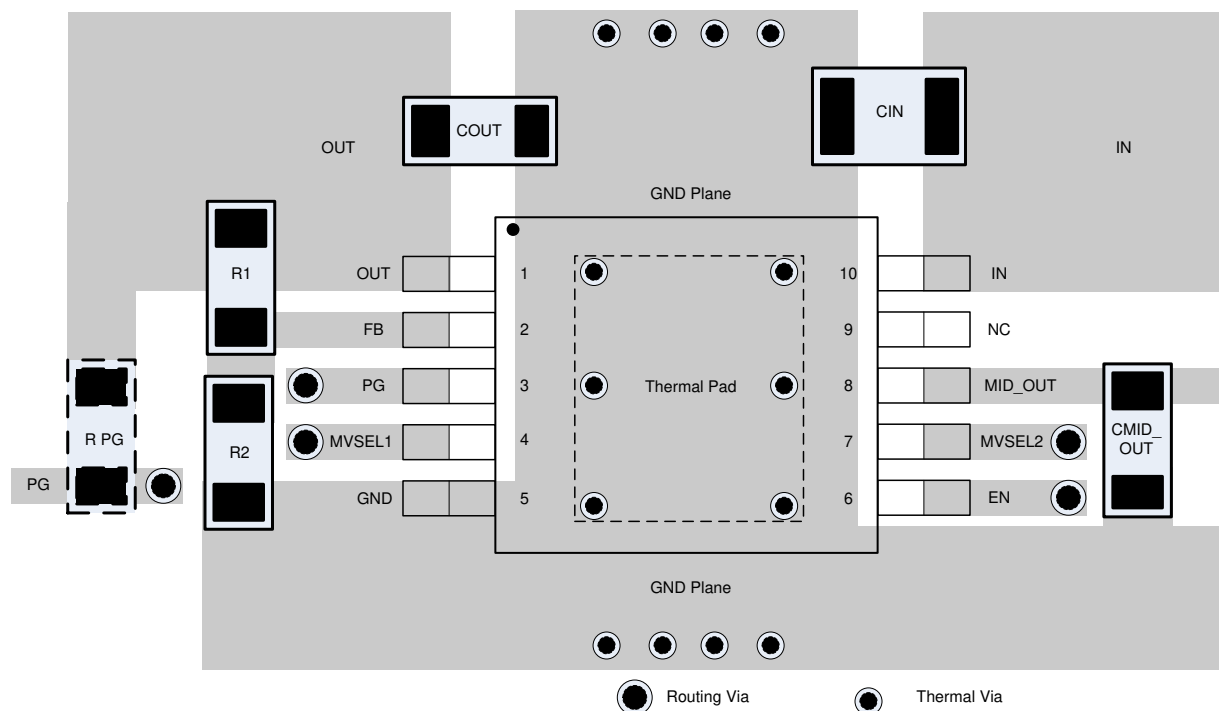 COUT
CIN
OUT
IN
GND Plane
R1
OUT
1
10
IN
FB
2
9
NC
PG
3
Thermal Pad
8
MID_OUT
R PG
R2
MVSEL1
4
7
MVSEL2
CMID_
OUT
PG
GND
5
6
EN
GND Plane
Routing Via
Thermal Via